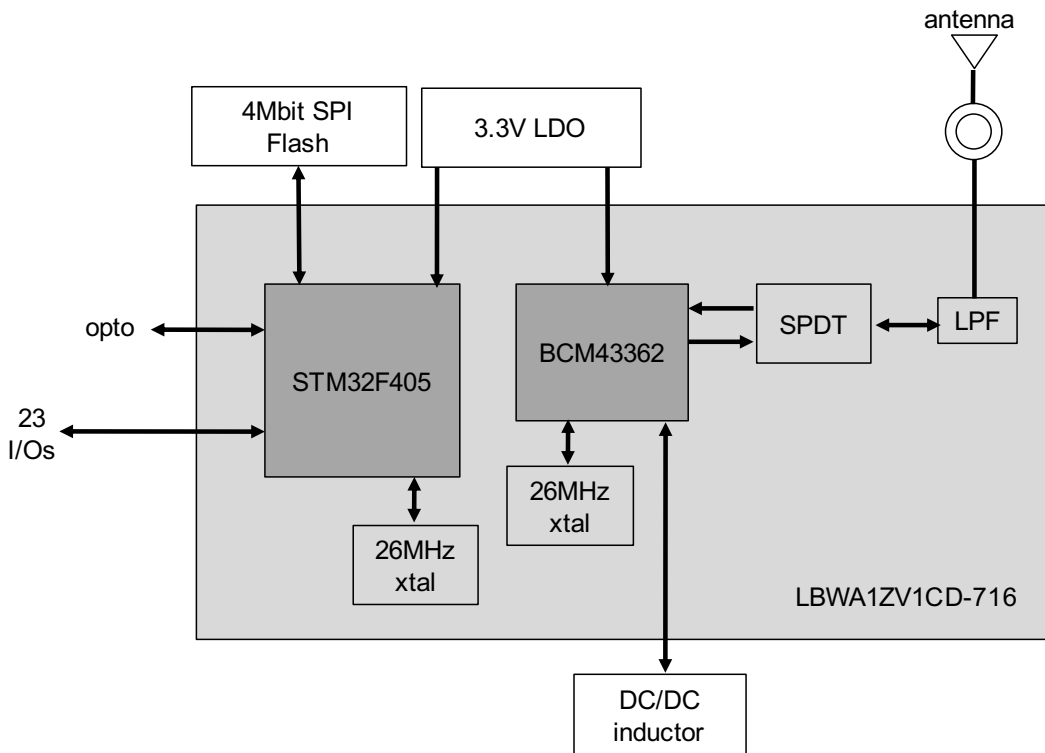 antenna
4Mbit SPI
Flash
3.3V LDO
opto
STM32F405
BCM43362
SPDT
LPF
23
I/Os
26MHz
xtal
26MHz
xtal
LBWA1ZV1CD-716
DC/DC
inductor